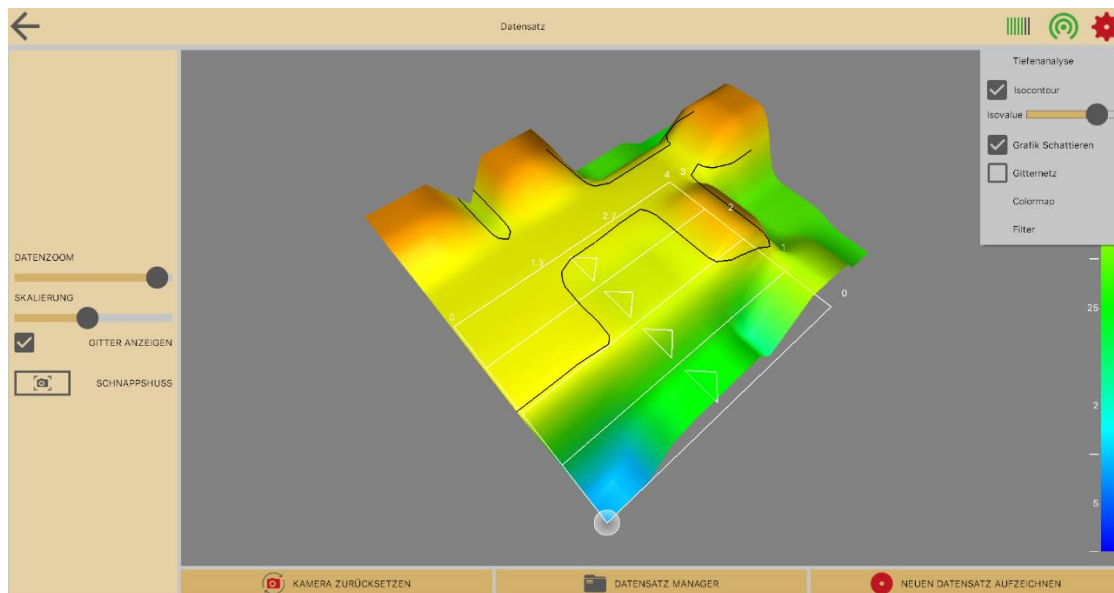 Datensatz
Tiefenanalyse
Isocontour
Isovalue
Grafik Schattieren
Gitternetz
Colormap
Filter
DATENZOOM
SKALIERUNG
GITTER ANZEIGEN
SCHNAPPSHUSS
4
3
2.7
2
1.3
1
0
0
25
2
5
KAMERA ZURÜCKSETZEN
DATENSATZ MANAGER
NEUEN DATENSATZ AUFZEICHNEN